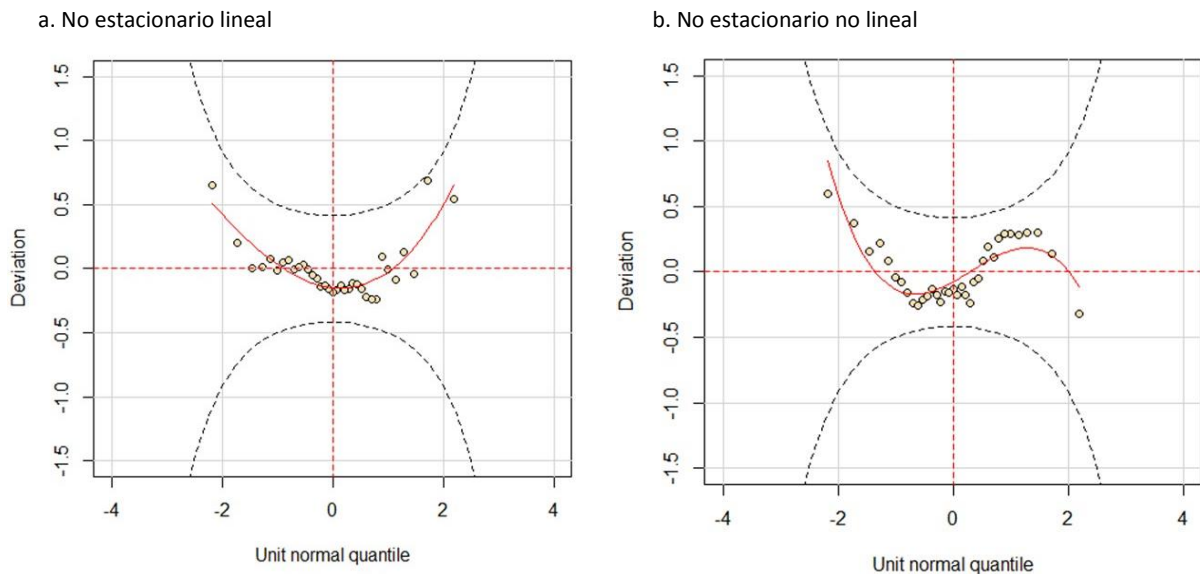 a. No estacionario lineal
b. No estacionario no lineal
Deviation
1.5
1.0
0.5
0.0
-0.5
-1.0
-1.5
-4 -2 0 2 4
Unit normal quantile
Deviation
1.5
1.0
0.5
0.0
-0.5
-1.0
-1.5
-4 -2 0 2 4
Unit normal quantile